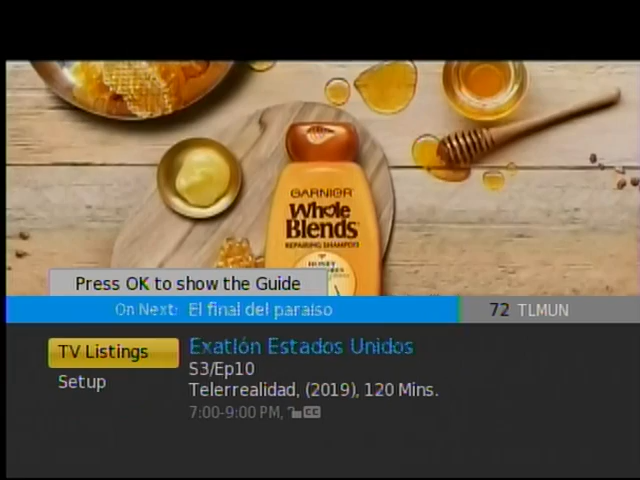 GARNIER
Whole
Blends
REPAIRING SHAMPOO
HONEY
Press OK to show the Guide
On Next: El final del paraíso
72 TLMUN
TV Listings
Setup
Exatlón Estados Unidos
S3/Ep10
Telerrealidad, (2019), 120 Mins.
7:00-9:00 PM, CC